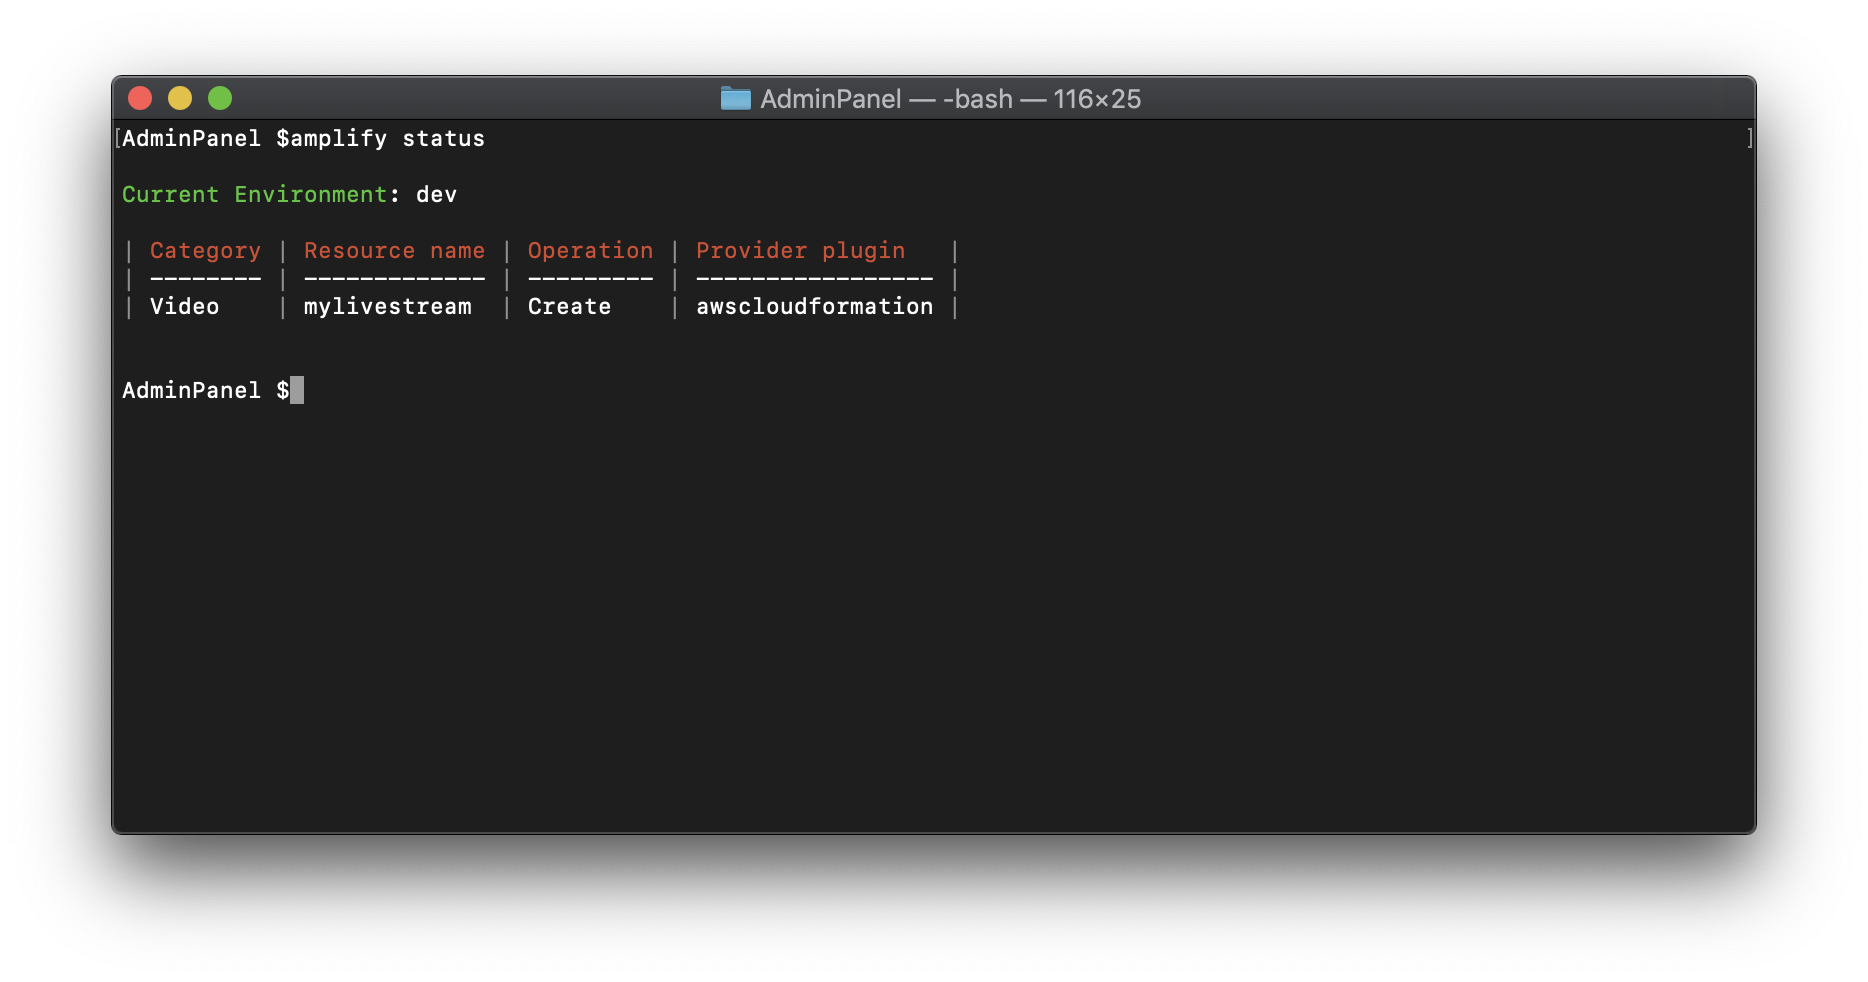 AdminPanel — -bash — 116×25
[AdminPanel $amplify status ]
Current Environment: dev
| Category | Resource name | Operation | Provider plugin   |
| -------- | ------------- | --------- | ----------------- |
| Video    | mylivestream  | Create    | awscloudformation |
AdminPanel $